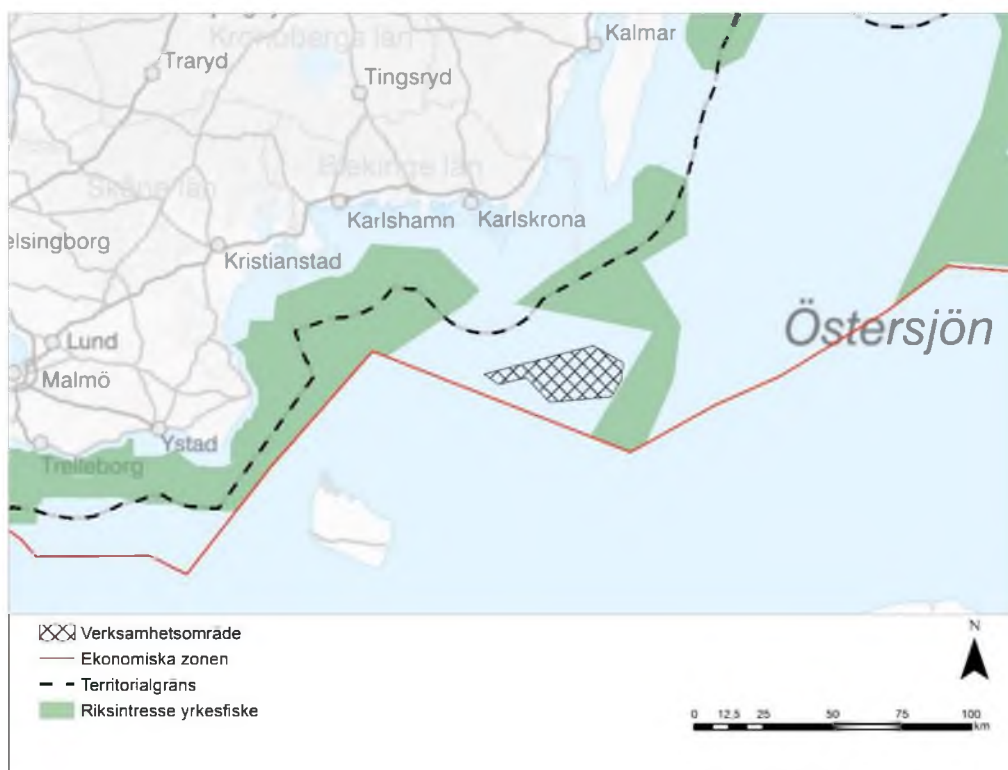 Kronobergs län
Kalmar
Traryd
Tingsryd
Blekinge län
Skåne län
Karlshamn
Karlskrona
elsingborg
Kristianstad
Östersjön
Lund
Malmö
Ystad
Trelleborg
Verksamhetsområde
Ekonomiska zonen
Territorialgräns
Riksintresse yrkesfiske
N
0 12,5 25 50 75 100
km